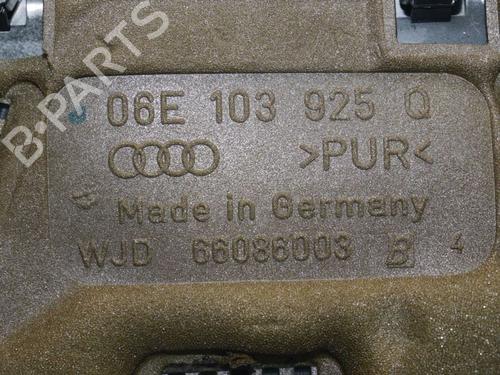 B-PARTS
06E 103 925 Q
>PUR<
Made in Germany
WJD 66086003 B 4